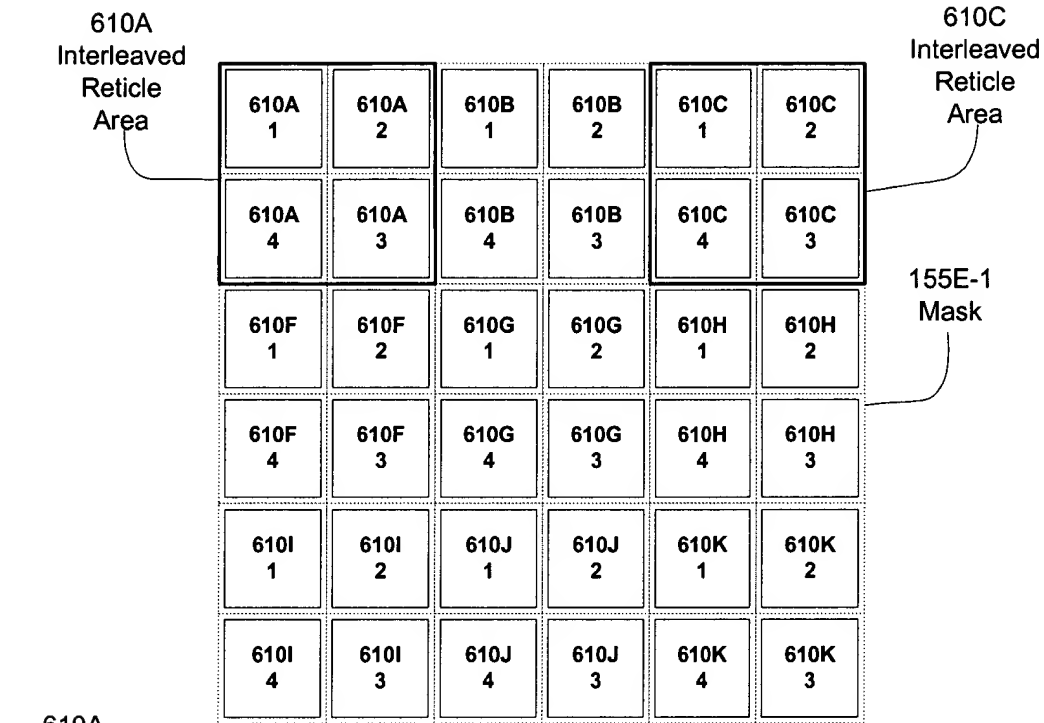 610A
Interleaved
Reticle
Area
610C
Interleaved
Reticle
Area
610A 610A 610B 610B 610C 610C
1 2 1 2 1 2
610A 610A 610B 610B 610C 610C
4 3 4 3 4 3
155E-1
Mask
610F 610F 610G 610G 610H 610H
1 2 1 2 1 2
610F 610F 610G 610G 610H 610H
4 3 4 3 4 3
610I 610I 610J 610J 610K 610K
1 2 1 2 1 2
610I 610I 610J 610J 610K 610K
4 3 4 3 4 3
610A